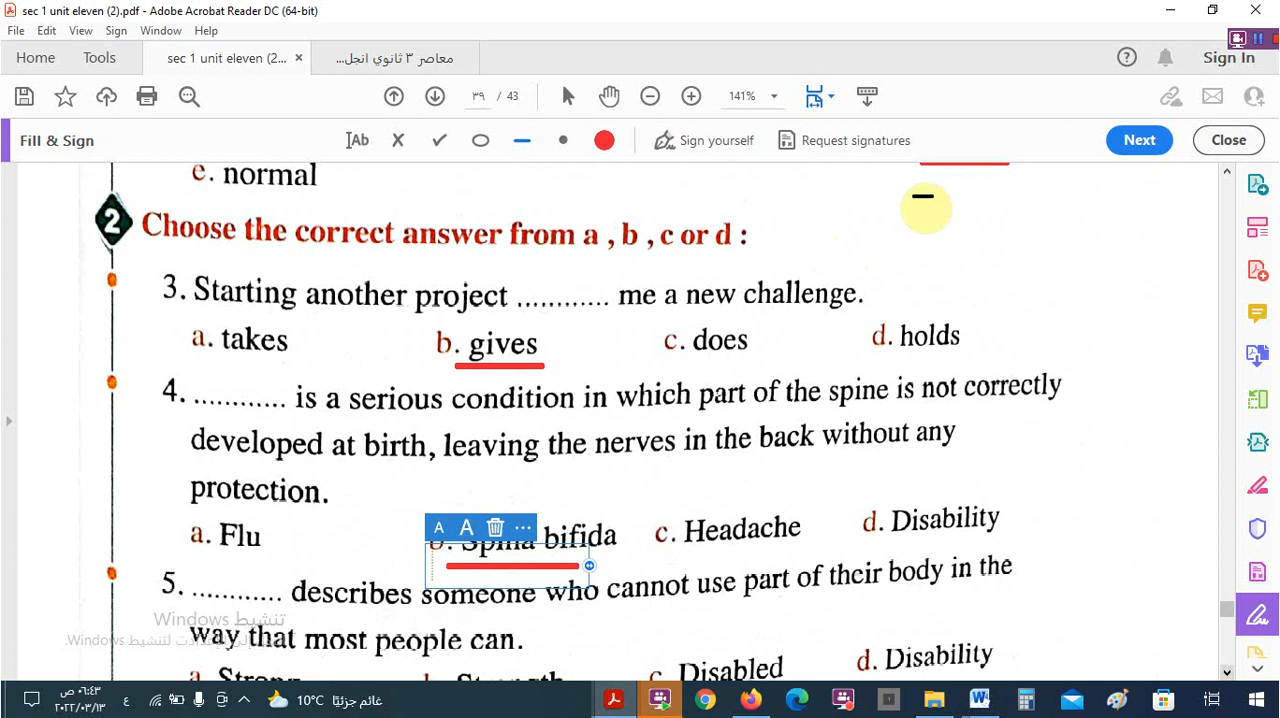 sec 1 unit eleven (2).pdf - Adobe Acrobat Reader DC (64-bit)
File Edit View Sign Window Help
Home Tools sec 1 unit eleven (2... × معاصر ٣ ثانوي انجل... Sign In
٣٩ / 43 141%
Fill & Sign Ab Sign yourself Request signatures Next Close
e. normal
2 Choose the correct answer from a , b , c or d :
3. Starting another project ............ me a new challenge.
a. takes b. gives c. does d. holds
4. ............ is a serious condition in which part of the spine is not correctly
developed at birth, leaving the nerves in the back without any
protection.
a. Flu b. Spina bifida c. Headache d. Disability
A A
5. ............ describes someone who cannot use part of their body in the
تنشيط Windows
way that most people can.
لتنشيط Windows.
a. Strong b. Strength c. Disabled d. Disability
ع 10°C غائم جزئيًا
٠٦:٤٣ ص
٢٠٢٢/٠٣/١٣